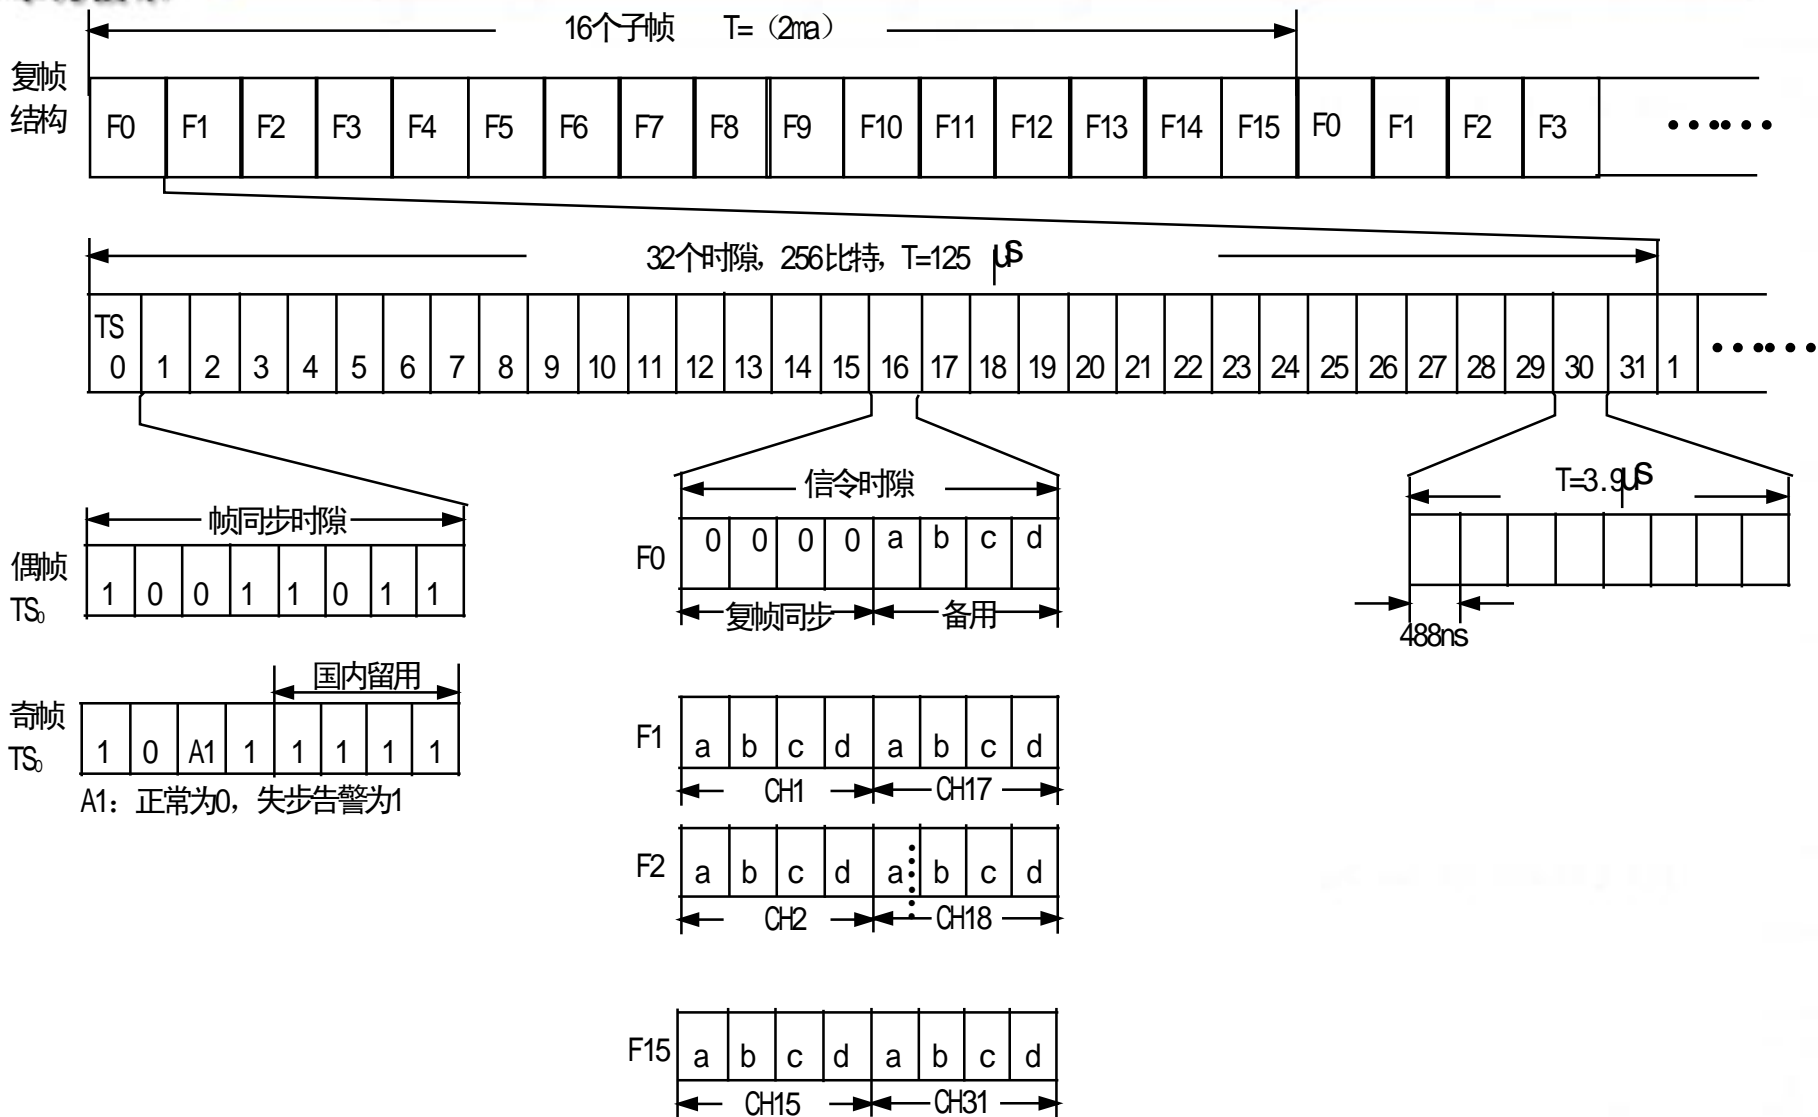 16个子帧 T=（2ma）
复帧
结构
F0 F1 F2 F3 F4 F5 F6 F7 F8 F9 F10 F11 F12 F13 F14 F15 F0 F1 F2 F3 ……
32个时隙，256比特，T=125 μS
TS
0 1 2 3 4 5 6 7 8 9 10 11 12 13 14 15 16 17 18 19 20 21 22 23 24 25 26 27 28 29 30 31 1 ……
帧同步时隙
偶帧
TS₀
1 0 0 1 1 0 1 1
国内留用
奇帧
TS₀
1 0 A1 1 1 1 1 1
A1：正常为0，失步告警为1
信令时隙
F0
0 0 0 0 a b c d
复帧同步 备用
F1
a b c d a b c d
CH1 CH17
F2
a b c d a b c d
CH2 CH18
F15
a b c d a b c d
CH15 CH31
T=3.9μS
488ns